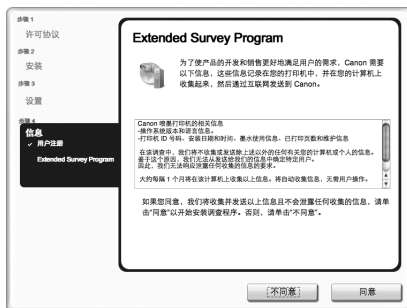 步骤 1
许可协议
步骤 2
安装
步骤 3
设置
步骤 4
信息
✓ 用户注册
Extended Survey Program
Extended Survey Program
为了使产品的开发和销售更好地满足用户的需求，Canon 需要
以下信息，这些信息记录在您的打印机中，并在您的计算机上
收集起来，然后通过互联网发送到 Canon。
Canon 喷墨打印机的相关信息
-操作系统版本和语言信息。
-打印机 ID 号码、安装日期和时间、墨水使用信息、已打印页数和维护信息
在该调查中，我们将不收集或发送除上述以外的任何有关您的计算机或个人的信息。
鉴于这个原因，我们无法从发送给我们的信息中确定特定用户。
因此，我们无法响应泄露任何收集的信息的要求。
大约每隔 1 个月将在该计算机上收集以上信息。将自动收集信息，无需用户操作。
如果您同意，我们将收集并发送以上信息且不会泄露任何收集的信息，请单
击“同意”以开始安装调查程序。否则，请单击“不同意”。
不同意
同意